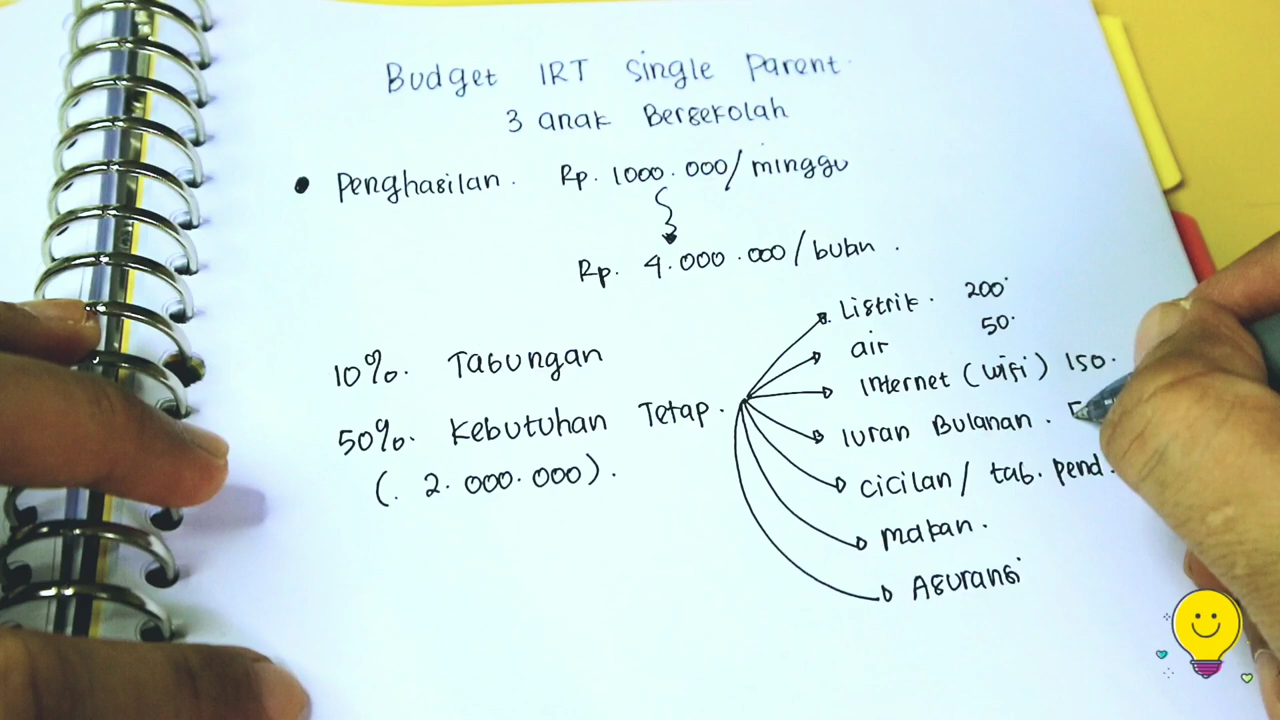 Budget IRT Single Parent
3 anak Bersekolah
• Penghasilan. Rp. 1000.000/minggu
Rp. 4.000.000/bulan.
10%. Tabungan
50%. Kebutuhan Tetap.
(. 2.000.000).
Listrik. 200
air 50.
Internet (wifi) 150.
Iuran Bulanan.
cicilan / tab. pend.
makan.
Asuransi